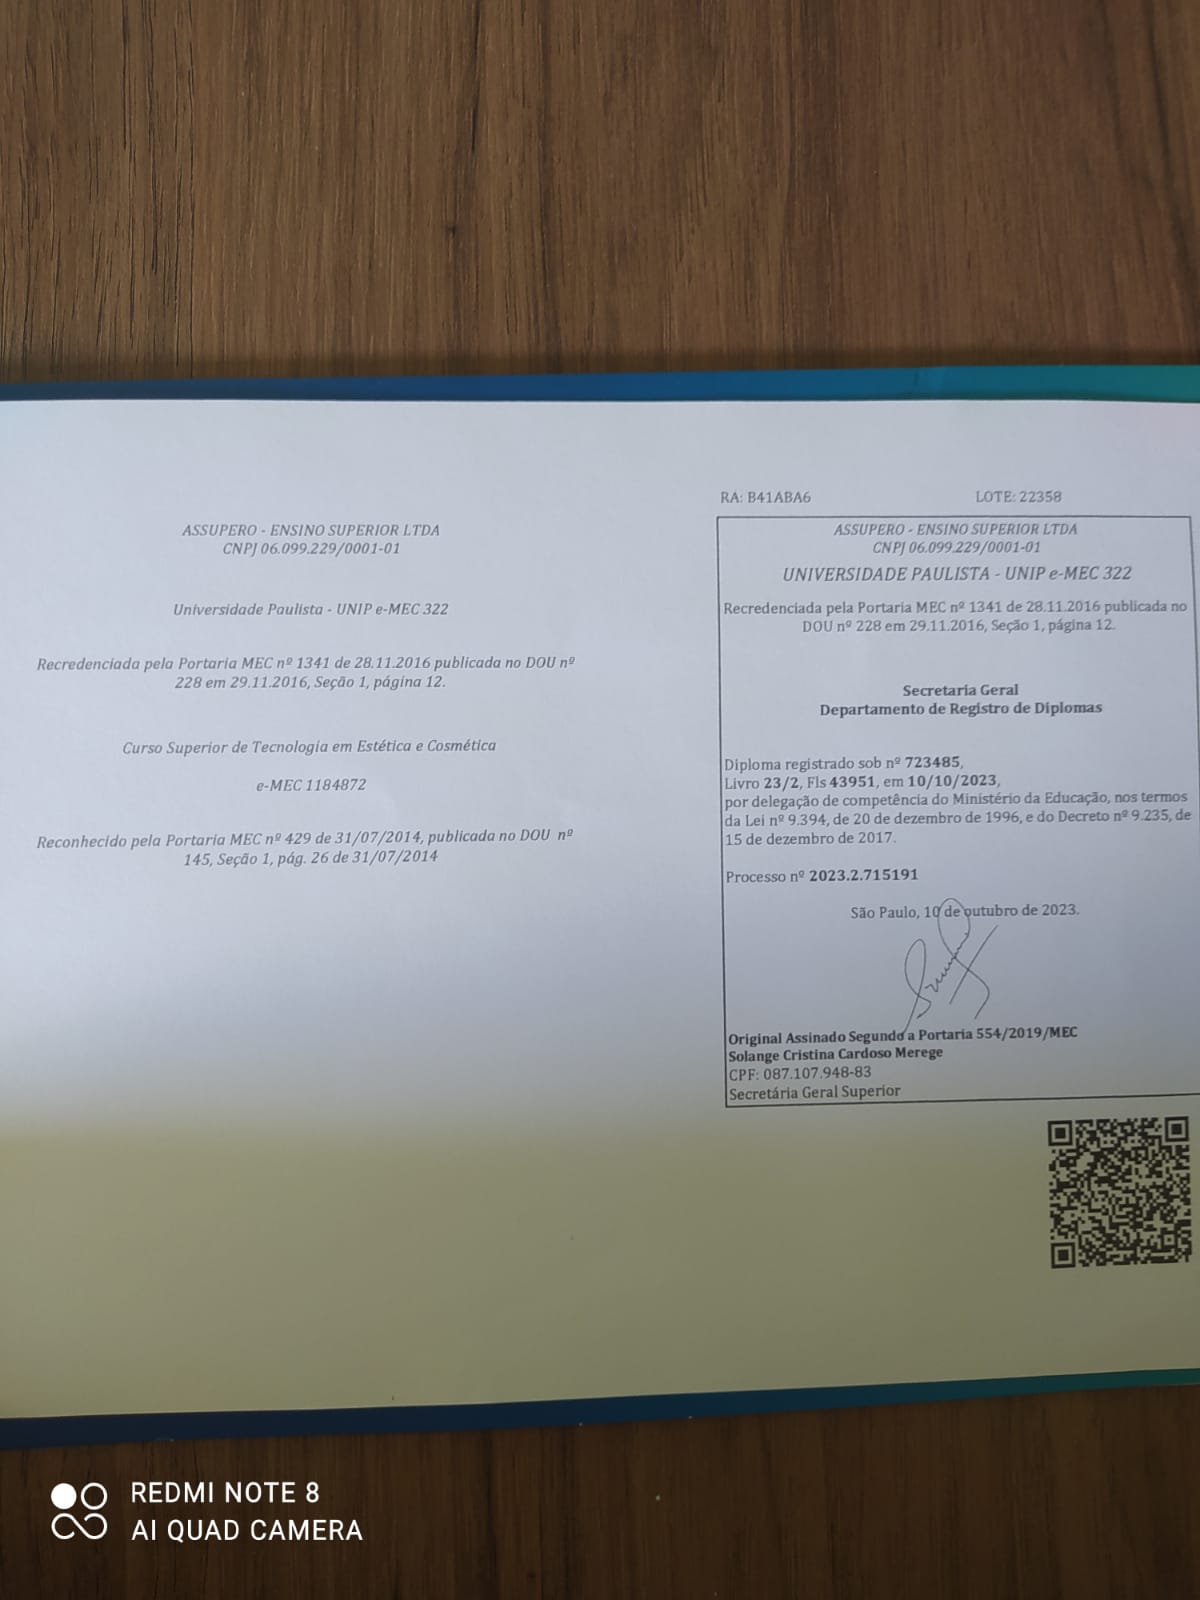 ASSUPERO - ENSINO SUPERIOR LTDA
CNPJ 06.099.229/0001-01
Universidade Paulista - UNIP e-MEC 322
Recredenciada pela Portaria MEC nº 1341 de 28.11.2016 publicada no DOU nº
228 em 29.11.2016, Seção 1, página 12.
Curso Superior de Tecnologia em Estética e Cosmética
e-MEC 1184872
Reconhecido pela Portaria MEC nº 429 de 31/07/2014, publicada no DOU nº
145, Seção 1, pág. 26 de 31/07/2014
RA: B41ABA6 LOTE: 22358
ASSUPERO - ENSINO SUPERIOR LTDA
CNPJ 06.099.229/0001-01
UNIVERSIDADE PAULISTA - UNIP e-MEC 322
Recredenciada pela Portaria MEC nº 1341 de 28.11.2016 publicada no
DOU nº 228 em 29.11.2016, Seção 1, página 12.
Secretaria Geral
Departamento de Registro de Diplomas
Diploma registrado sob nº 723485,
Livro 23/2, Fls 43951, em 10/10/2023,
por delegação de competência do Ministério da Educação, nos termos
da Lei nº 9.394, de 20 de dezembro de 1996, e do Decreto nº 9.235, de
15 de dezembro de 2017.
Processo nº 2023.2.715191
São Paulo, 10 de outubro de 2023.
Original Assinado Segundo a Portaria 554/2019/MEC
Solange Cristina Cardoso Merege
CPF: 087.107.948-83
Secretária Geral Superior
REDMI NOTE 8
AI QUAD CAMERA